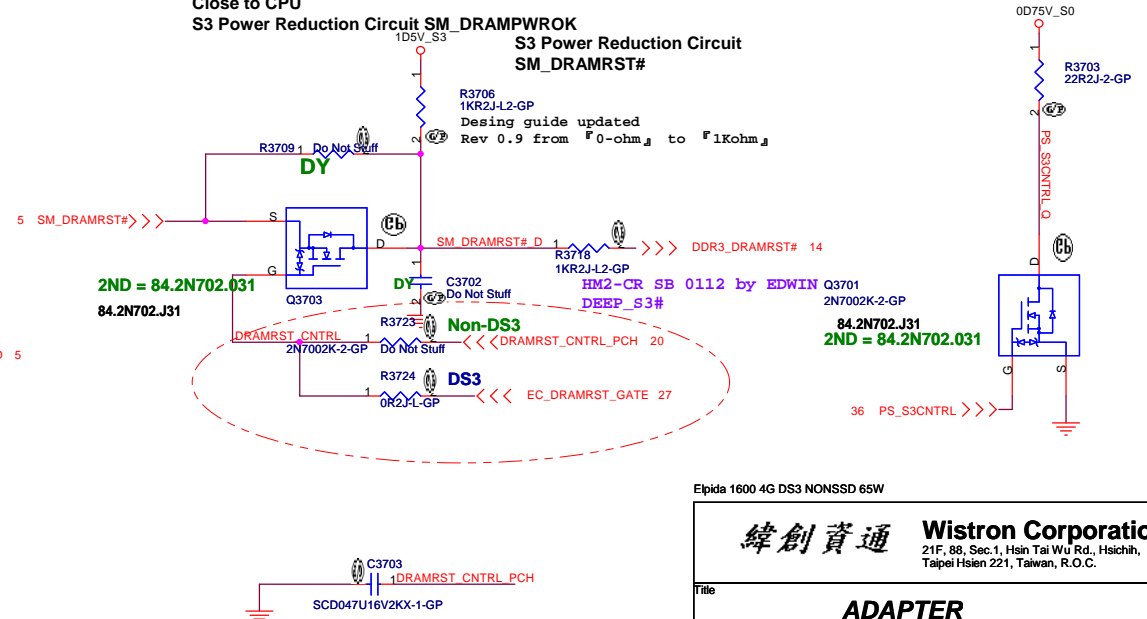 Close to CPU
S3 Power Reduction Circuit SM_DRAMPWROK
1D5V_S3
S3 Power Reduction Circuit
SM_DRAMRST#
0D75V_S0
1
R3703
22R2J-2-GP
2
PS_S3CNTRL_Q
1
R3706
1KR2J-L2-GP
Desing guide updated
2 Rev 0.9 from 『0-ohm』 to 『1Kohm』
R3709 1 Do Not Stuff
DY
5 SM_DRAMRST#
S
D
G
Q3703
2ND = 84.2N702.031
84.2N702.J31
SM_DRAMRST#_D
1
R3718
1KR2J-L2-GP
DDR3_DRAMRST# 14
HM2-CR SB 0112 by EDWIN
DEEP_S3#
1
DY
C3702
Do Not Stuff
2
D
Q3701
2N7002K-2-GP
84.2N702.J31
2ND = 84.2N702.031
G
S
36 PS_S3CNTRL
DRAMRST_CNTRL
2N7002K-2-GP
R3723
1
Do Not Stuff
Non-DS3
DRAMRST_CNTRL_PCH 20
5
R3724
1
0R2J-L-GP
DS3
EC_DRAMRST_GATE 27
Elpida 1600 4G DS3 NONSSD 65W
緯創資通
Wistron Corporatio
21F, 88, Sec.1, Hsin Tai Wu Rd., Hsichih,
Taipei Hsien 221, Taiwan, R.O.C.
Title
ADAPTER
C3703
1 DRAMRST_CNTRL_PCH
SCD047U16V2KX-1-GP